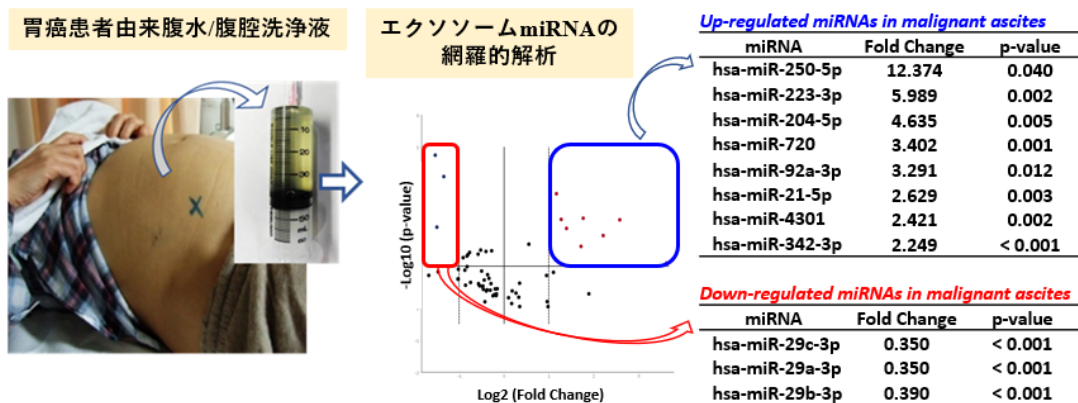 胃癌患者由来腹水/腹腔洗浄液
エクソソームmiRNAの
網羅的解析
10
20
30
50
mL
-Log10 (p-value)
Log2 (Fold Change)
Up-regulated miRNAs in malignant ascites
miRNA Fold Change p-value
hsa-miR-250-5p 12.374 0.040
hsa-miR-223-3p 5.989 0.002
hsa-miR-204-5p 4.635 0.005
hsa-miR-720 3.402 0.001
hsa-miR-92a-3p 3.291 0.012
hsa-miR-21-5p 2.629 0.003
hsa-miR-4301 2.421 0.002
hsa-miR-342-3p 2.249 < 0.001
Down-regulated miRNAs in malignant ascites
miRNA Fold Change p-value
hsa-miR-29c-3p 0.350 < 0.001
hsa-miR-29a-3p 0.350 < 0.001
hsa-miR-29b-3p 0.390 < 0.001